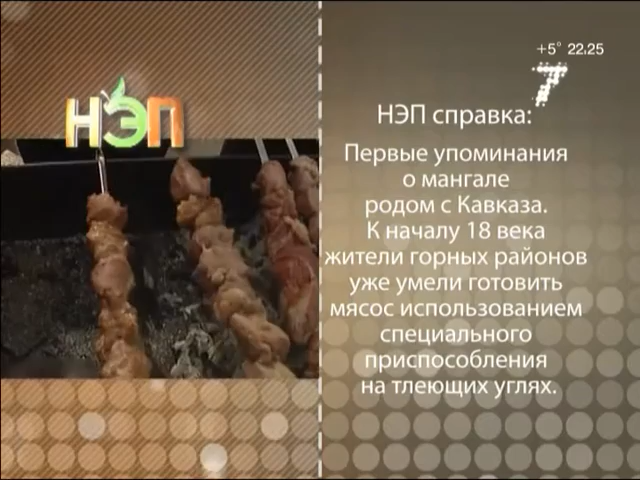 +5° 22.25
7
НЭП
НЭП справка:
Первые упоминания
о мангале
родом с Кавказа.
К началу 18 века
жители горных районов
уже умели готовить
мясос использованием
специального
приспособления
на тлеющих углях.